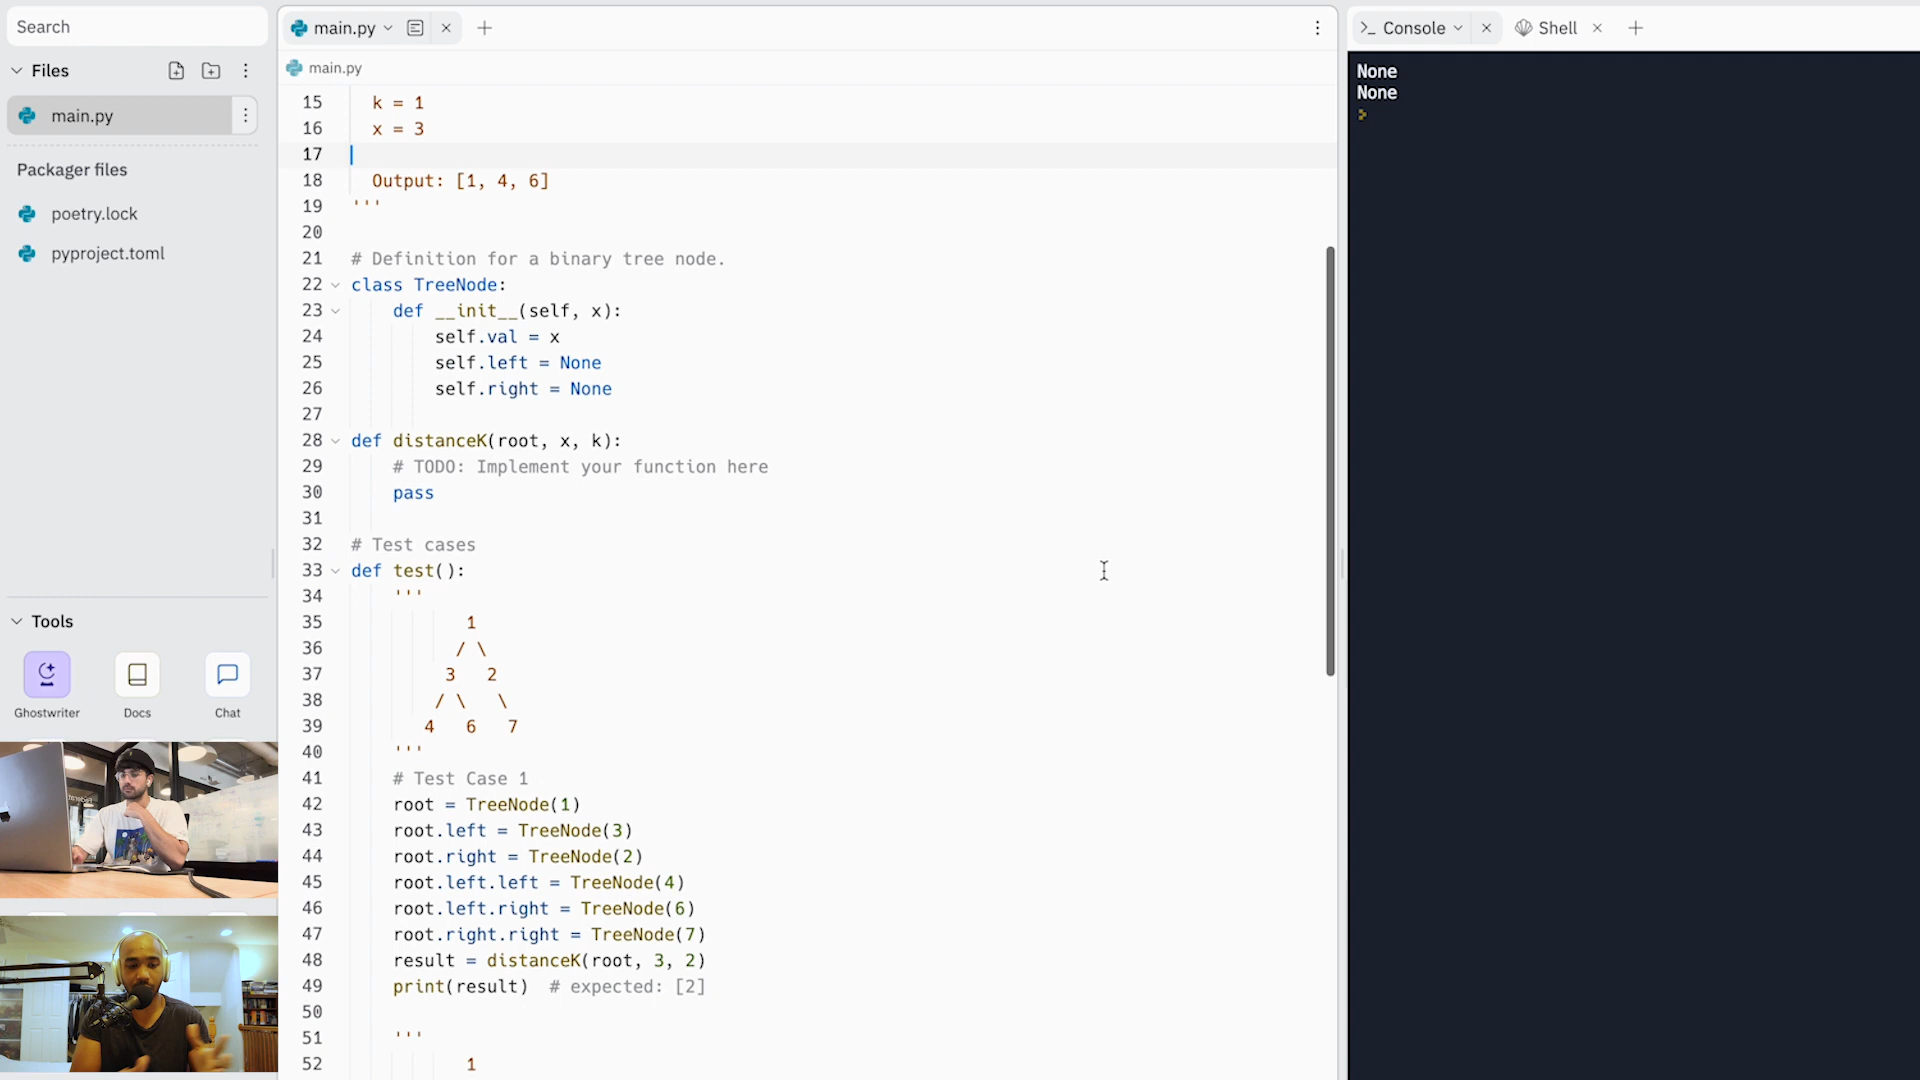 Search
Files
main.py
Packager files
poetry.lock
pyproject.toml
Tools
Ghostwriter
Docs
Chat
main.py
main.py
15 k = 1
16 x = 3
17
18 Output: [1, 4, 6]
19 '''
20
21 # Definition for a binary tree node.
22 class TreeNode:
23 def __init__(self, x):
24 self.val = x
25 self.left = None
26 self.right = None
27
28 def distanceK(root, x, k):
29 # TODO: Implement your function here
30 pass
31
32 # Test cases
33 def test():
34 '''
35 1
36 / \
37 3 2
38 / \ \
39 4 6 7
40 '''
41 # Test Case 1
42 root = TreeNode(1)
43 root.left = TreeNode(3)
44 root.right = TreeNode(2)
45 root.left.left = TreeNode(4)
46 root.left.right = TreeNode(6)
47 root.right.right = TreeNode(7)
48 result = distanceK(root, 3, 2)
49 print(result) # expected: [2]
50
51 '''
52 1
>_ Console
Shell
None
None